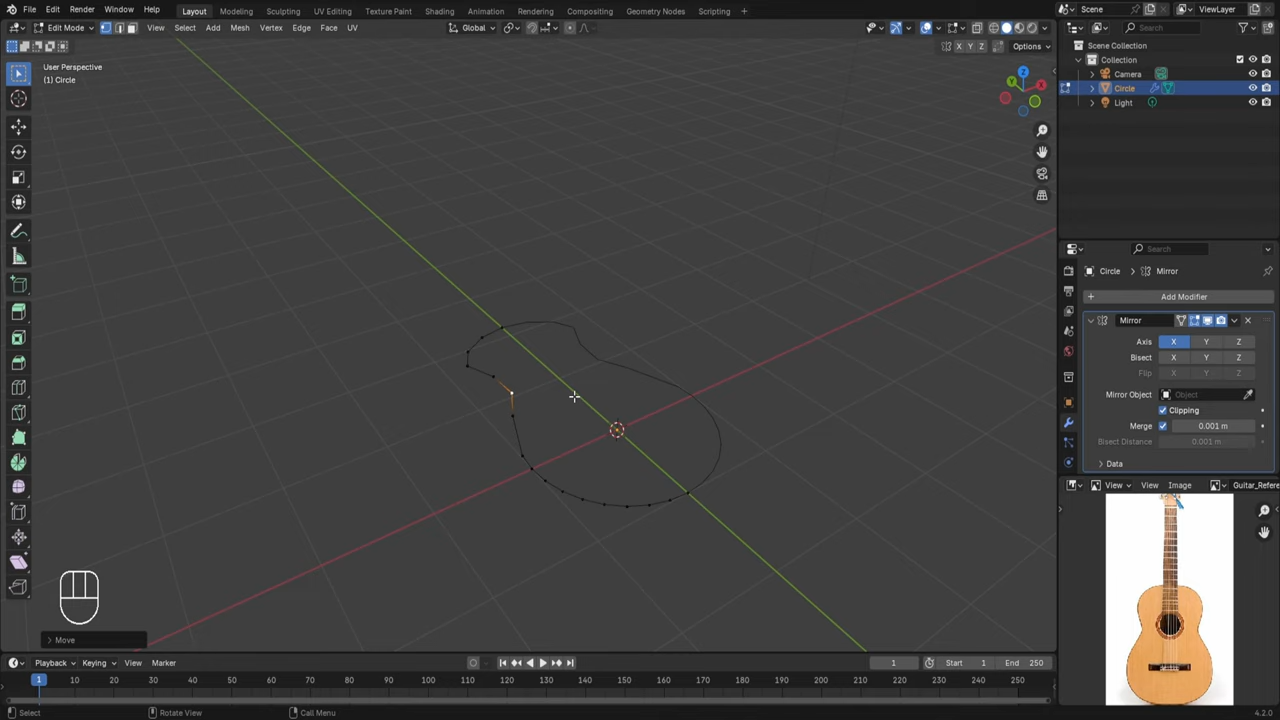 File Edit Render Window Help Layout Modeling Sculpting UV Editing Texture Paint Shading Animation Rendering Compositing Geometry Nodes Scripting Scene ViewLayer
Edit Mode View Select Add Mesh Vertex Edge Face UV Global Search
X Y Z Options
Scene Collection
Collection
Camera
Circle
Light
User Perspective
(1) Circle
Z
Y
X
Search
Circle Mirror
Add Modifier
Mirror
Axis X Y Z
Bisect X Y Z
Flip X Y Z
Mirror Object Object
Clipping
Merge 0.001 m
Bisect Distance 0.001 m
Data
View View Image Guitar_Refere
Move
Playback Keying View Marker 1 Start 1 End 250
1 10 20 30 40 50 60 70 80 90 100 110 120 130 140 150 160 170 180 190 200 210 220 230 240 250
Select Rotate View Call Menu 4.2.0